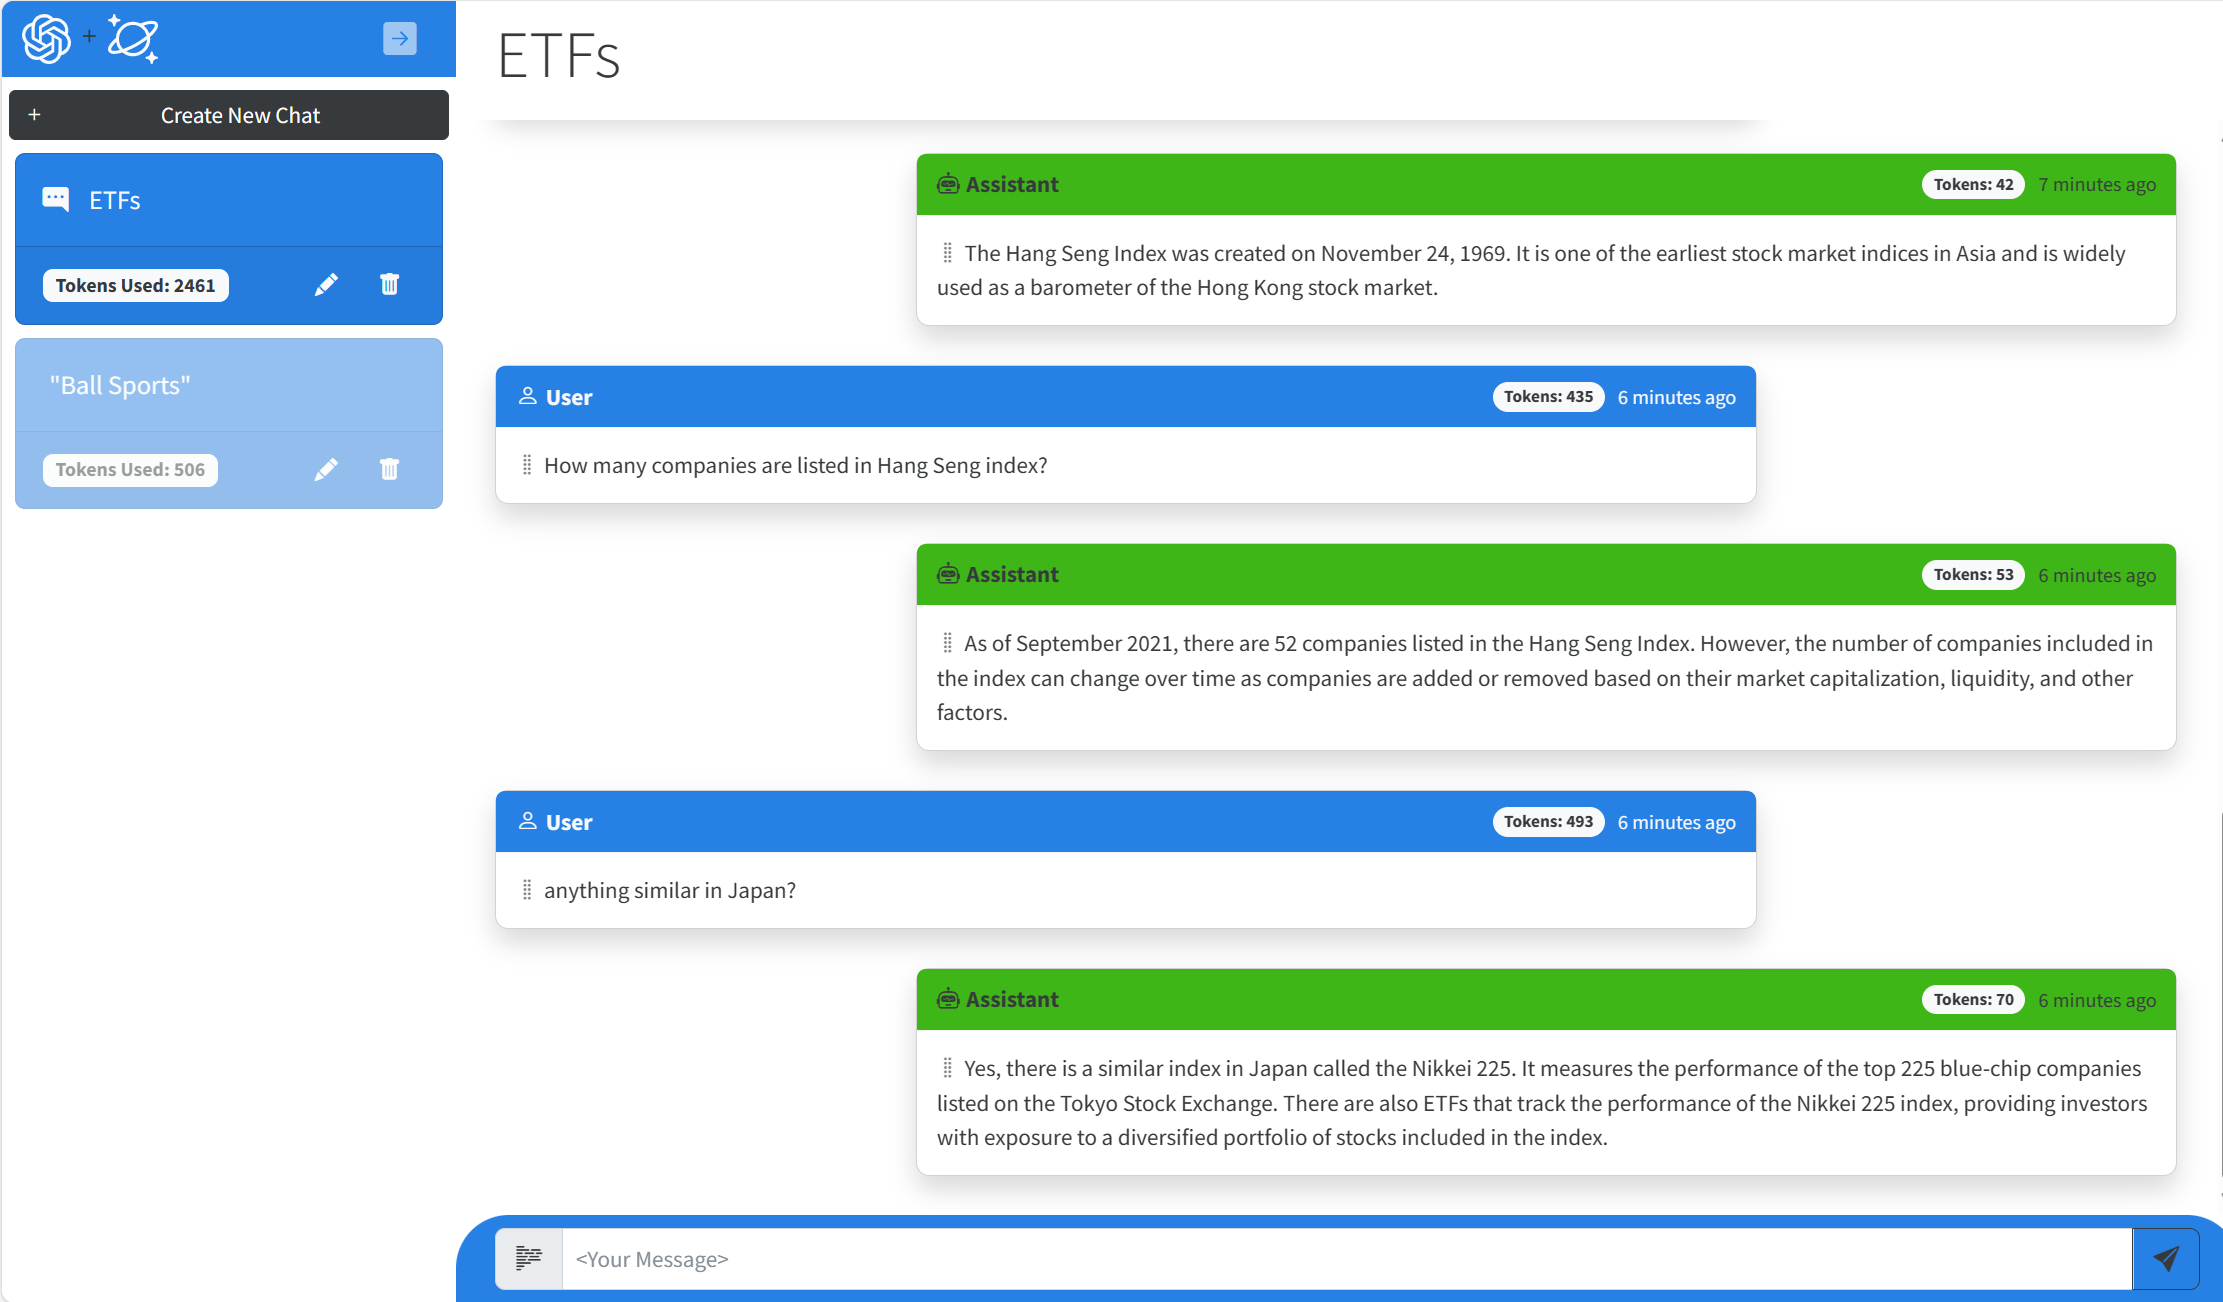 +
+ Create New Chat
ETFs
Tokens Used: 2461
"Ball Sports"
Tokens Used: 506
ETFs
Assistant Tokens: 42 7 minutes ago
The Hang Seng Index was created on November 24, 1969. It is one of the earliest stock market indices in Asia and is widely
used as a barometer of the Hong Kong stock market.
User Tokens: 435 6 minutes ago
How many companies are listed in Hang Seng index?
Assistant Tokens: 53 6 minutes ago
As of September 2021, there are 52 companies listed in the Hang Seng Index. However, the number of companies included in
the index can change over time as companies are added or removed based on their market capitalization, liquidity, and other
factors.
User Tokens: 493 6 minutes ago
anything similar in Japan?
Assistant Tokens: 70 6 minutes ago
Yes, there is a similar index in Japan called the Nikkei 225. It measures the performance of the top 225 blue-chip companies
listed on the Tokyo Stock Exchange. There are also ETFs that track the performance of the Nikkei 225 index, providing investors
with exposure to a diversified portfolio of stocks included in the index.
<Your Message>